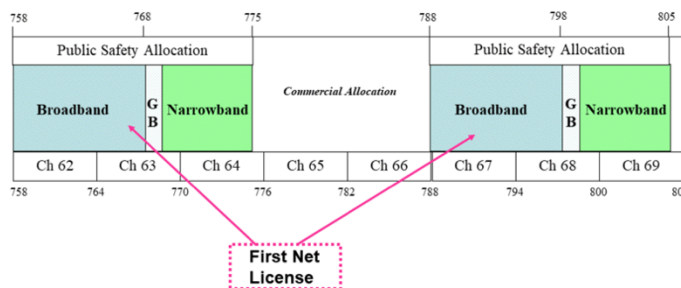 758 768 775 788 798 805
Public Safety Allocation Public Safety Allocation
Commercial Allocation
Broadband G B Narrowband Broadband G B Narrowband
Ch 62 Ch 63 Ch 64 Ch 65 Ch 66 Ch 67 Ch 68 Ch 69
758 764 770 776 782 788 794 800
First Net
License